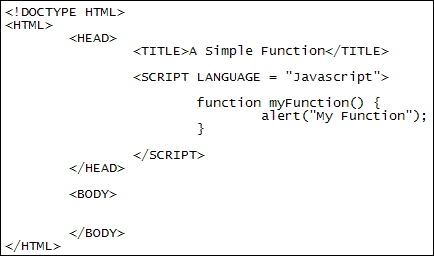 <!DOCTYPE HTML>
<HTML>
<HEAD>
<TITLE>A Simple Function</TITLE>
<SCRIPT LANGUAGE = "Javascript">
function myFunction() {
alert("My Function");
}
</SCRIPT>
</HEAD>
<BODY>
</BODY>
</HTML>